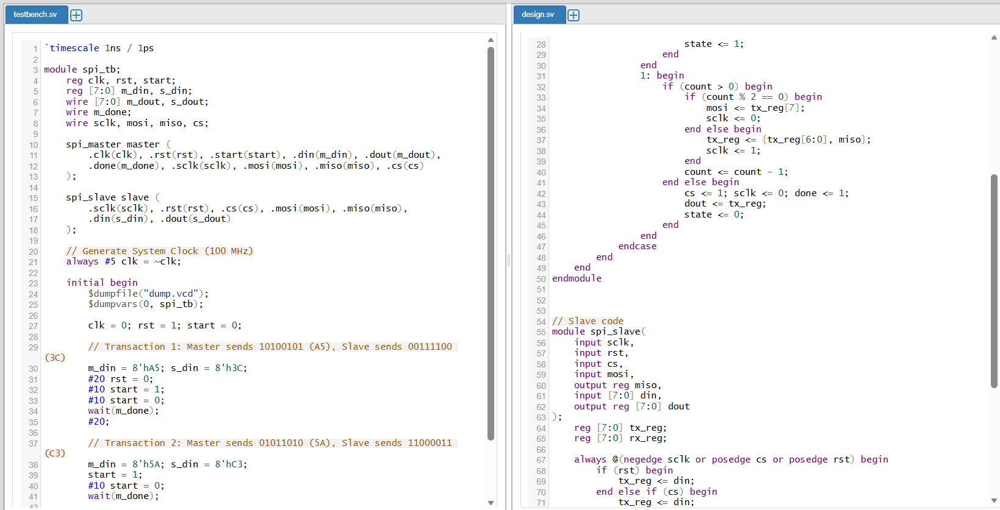 testbench.sv
1 `timescale 1ns / 1ps
2
3 module spi_tb;
4     reg clk, rst, start;
5     reg [7:0] m_din, s_din;
6     wire [7:0] m_dout, s_dout;
7     wire m_done;
8     wire sclk, mosi, miso, cs;
9
10     spi_master master (
11         .clk(clk), .rst(rst), .start(start), .din(m_din), .dout(m_dout),
12         .done(m_done), .sclk(sclk), .mosi(mosi), .miso(miso), .cs(cs)
13     );
14
15     spi_slave slave (
16         .sclk(sclk), .rst(rst), .cs(cs), .mosi(mosi), .miso(miso),
17         .din(s_din), .dout(s_dout)
18     );
19
20     // Generate System Clock (100 MHz)
21     always #5 clk = ~clk;
22
23     initial begin
24         $dumpfile("dump.vcd");
25         $dumpvars(0, spi_tb);
26
27         clk = 0; rst = 1; start = 0;
28
29         // Transaction 1: Master sends 10100101 (A5), Slave sends 00111100
(3C)
30         m_din = 8'hA5; s_din = 8'h3C;
31         #20 rst = 0;
32         #10 start = 1;
33         #10 start = 0;
34         wait(m_done);
35         #20;
36
37         // Transaction 2: Master sends 01011010 (5A), Slave sends 11000011
(C3)
38         m_din = 8'h5A; s_din = 8'hC3;
39         start = 1;
40         #10 start = 0;
41         wait(m_done);
42
design.sv
28                         state <= 1;
29                     end
30                 end
31                 1: begin
32                     if (count > 0) begin
33                         if (count % 2 == 0) begin
34                             mosi <= tx_reg[7];
35                             sclk <= 0;
36                         end else begin
37                             tx_reg <= {tx_reg[6:0], miso};
38                             sclk <= 1;
39                         end
40                         count <= count - 1;
41                     end else begin
42                         cs <= 1; sclk <= 0; done <= 1;
43                         dout <= tx_reg;
44                         state <= 0;
45                     end
46                 end
47             endcase
48         end
49     end
50 endmodule
51
52
53
54 // Slave code
55 module spi_slave(
56     input sclk,
57     input rst,
58     input cs,
59     input mosi,
60     output reg miso,
61     input [7:0] din,
62     output reg [7:0] dout
63 );
64     reg [7:0] tx_reg;
65     reg [7:0] rx_reg;
66
67     always @(negedge sclk or posedge cs or posedge rst) begin
68         if (rst) begin
69             tx_reg <= din;
70         end else if (cs) begin
71             tx_reg <= din;